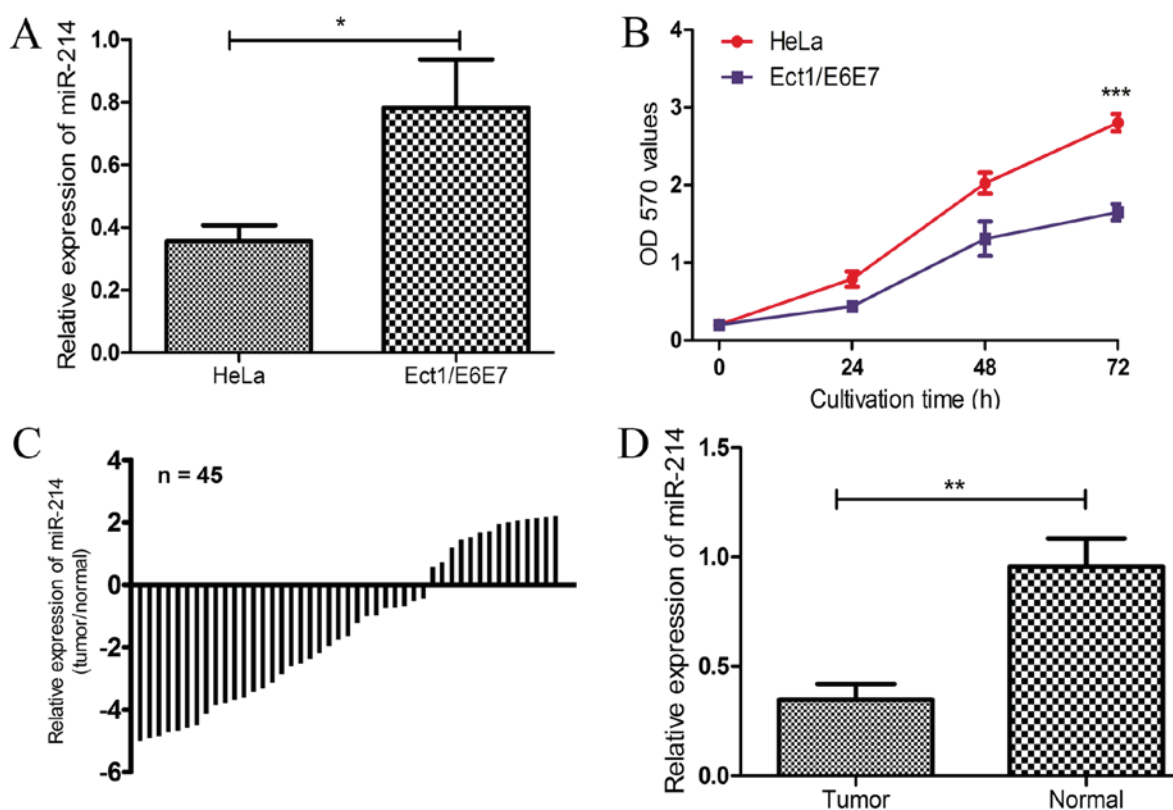 A
Relative expression of miR-214
1.0
0.8
0.6
0.4
0.2
0.0
*
HeLa
Ect1/E6E7
B
OD 570 values
4
3
2
1
0
HeLa
Ect1/E6E7
***
0
24
48
72
Cultivation time (h)
C
Relative expression of miR-214
(tumor/normal)
4
2
0
-2
-4
-6
n = 45
D
Relative expression of miR-214
1.5
1.0
0.5
0.0
**
Tumor
Normal